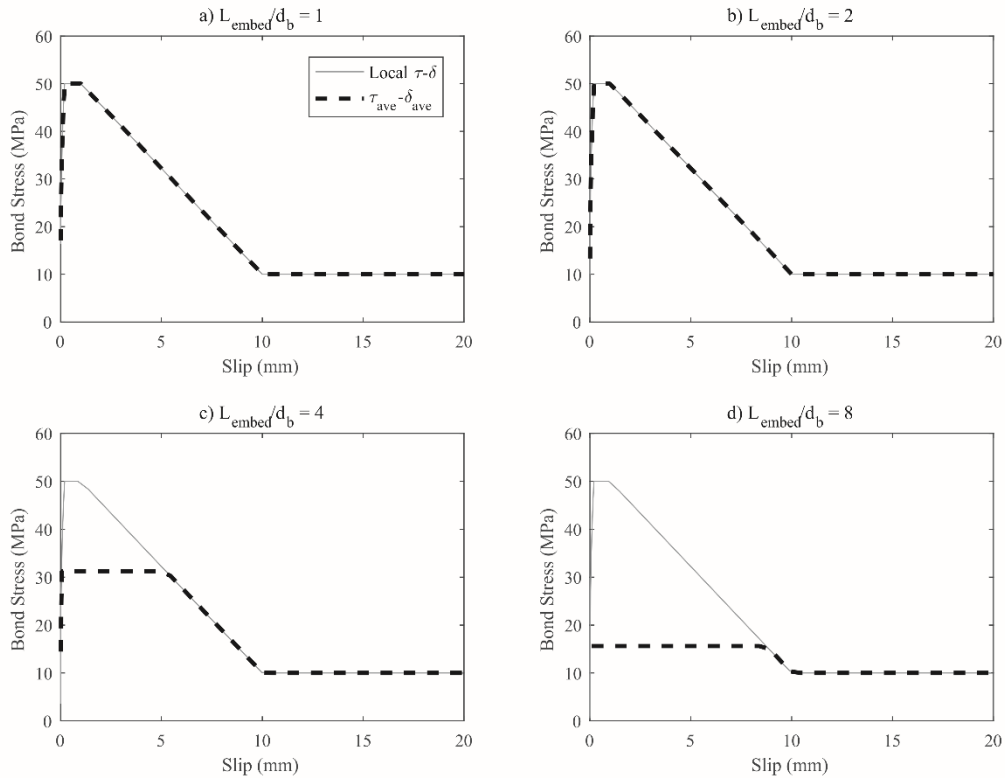 a) L_embed/d_b = 1
60
50
40
30
20
10
0
Bond Stress (MPa)
Local τ-δ
τ_ave-δ_ave
0 5 10 15 20
Slip (mm)
b) L_embed/d_b = 2
60
50
40
30
20
10
0
Bond Stress (MPa)
0 5 10 15 20
Slip (mm)
c) L_embed/d_b = 4
60
50
40
30
20
10
0
Bond Stress (MPa)
0 5 10 15 20
Slip (mm)
d) L_embed/d_b = 8
60
50
40
30
20
10
0
Bond Stress (MPa)
0 5 10 15 20
Slip (mm)